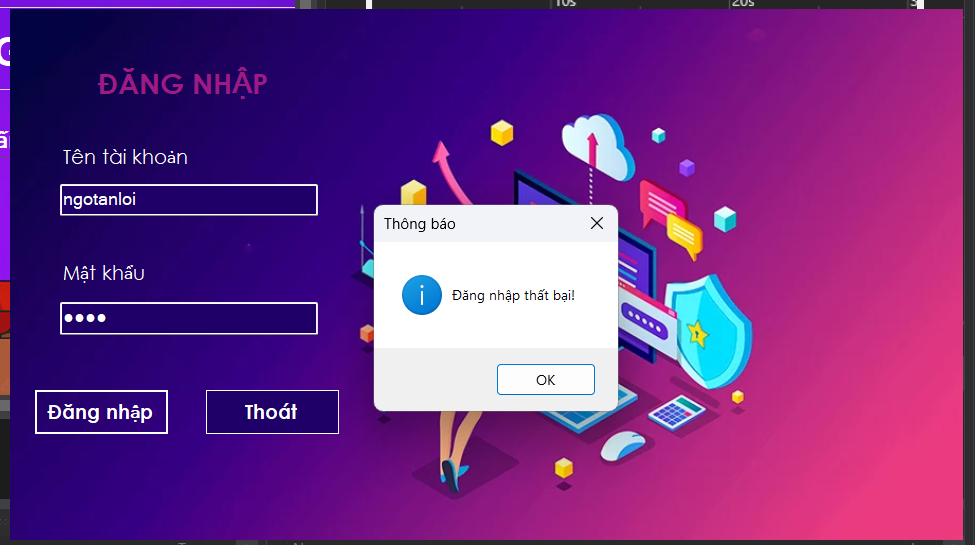 10s
20s
ĐĂNG NHẬP
Tên tài khoản
ngotanloi
Mật khẩu
Đăng nhập
Thoát
Thông báo
Đăng nhập thất bại!
OK